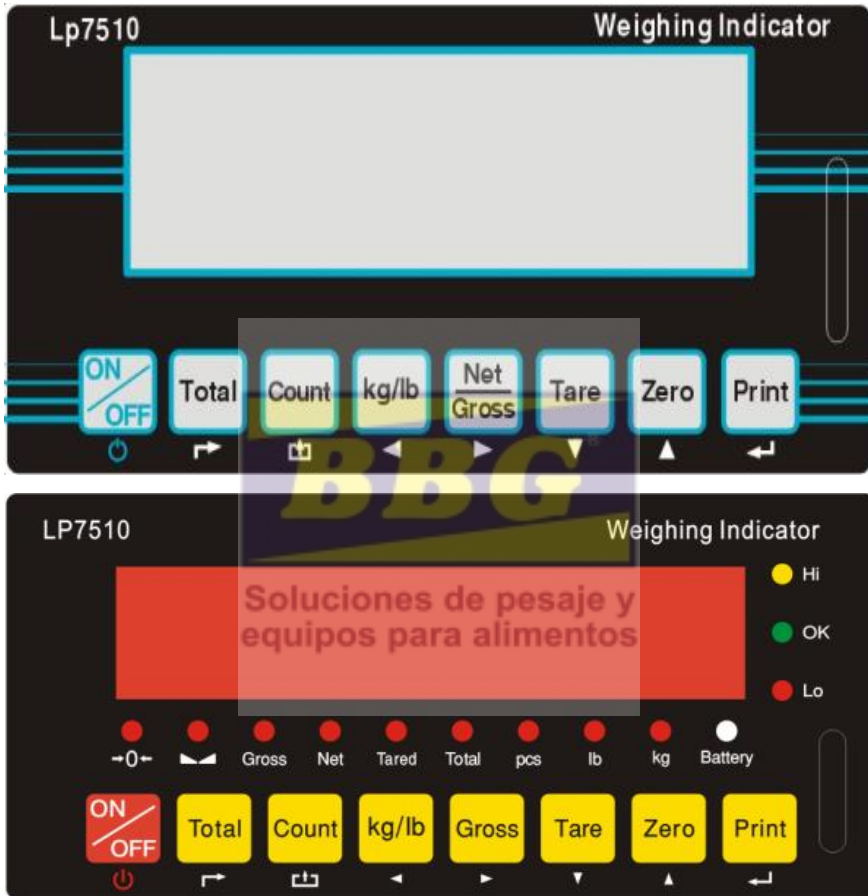 Lp7510 Weighing Indicator
ON OFF Total Count kg/lb Net Gross Tare Zero Print
BBG®
LP7510 Weighing Indicator
Hi
Soluciones de pesaje y
equipos para alimentos
OK
Lo
→0← Gross Net Tared Total pcs lb kg Battery
ON OFF Total Count kg/lb Gross Tare Zero Print